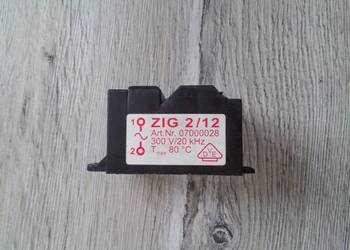 ZIG 2/12
Art.Nr. 07000028
300 V/20 kHz
T 80 °C
1
2